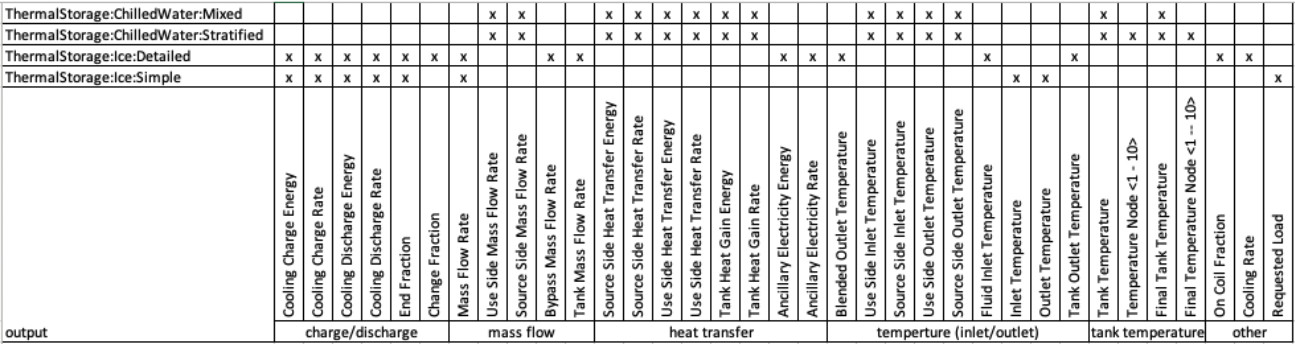 ThermalStorage:ChilledWater:Mixed x x x x x x x x x x x x x x
ThermalStorage:ChilledWater:Stratified x x x x x x x x x x x x x x x x
ThermalStorage:Ice:Detailed x x x x x x x x x x x x x x x x
ThermalStorage:Ice:Simple x x x x x x x x x
Cooling Charge Energy
Cooling Charge Rate
Cooling Discharge Energy
Cooling Discharge Rate
End Fraction
Change Fraction
Mass Flow Rate
Use Side Mass Flow Rate
Source Side Mass Flow Rate
Bypass Mass Flow Rate
Tank Mass Flow Rate
Source Side Heat Transfer Energy
Source Side Heat Transfer Rate
Use Side Heat Transfer Energy
Use Side Heat Transfer Rate
Tank Heat Gain Energy
Tank Heat Gain Rate
Ancillary Electricity Energy
Ancillary Electricity Rate
Blended Outlet Temperature
Use Side Inlet Temperature
Source Side Inlet Temperature
Use Side Outlet Temperature
Source Side Outlet Temperature
Fluid Inlet Temperature
Inlet Temperature
Outlet Temperature
Tank Outlet Temperature
Tank Temperature
Temperature Node <1 - 10>
Final Tank Temperature
Final Temperature Node <1 -- 10>
On Coil Fraction
Cooling Rate
Requested Load
output charge/discharge mass flow heat transfer temperture (inlet/outlet) tank temperature other